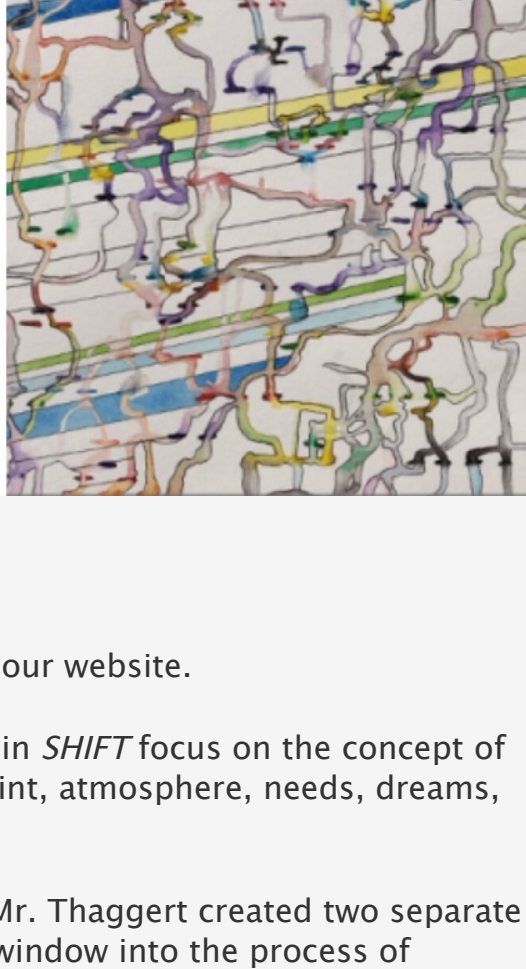 our website.
in SHIFT focus on the concept of
int, atmosphere, needs, dreams,
Mr. Thaggert created two separate
window into the process of